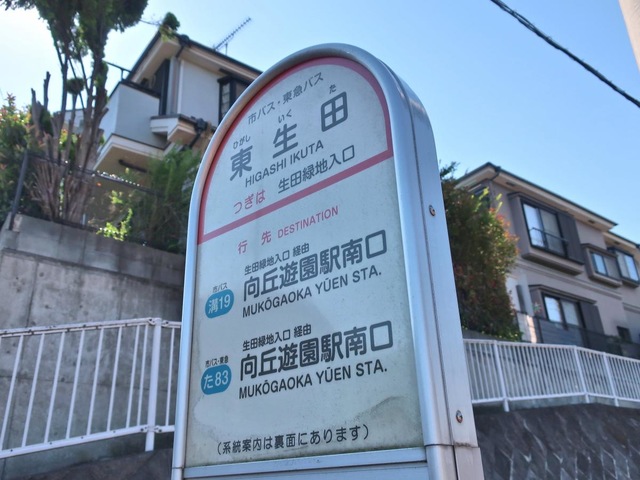 市バス・東急バス
ひがし いく た
東生田
HIGASHI IKUTA
つぎは 生田緑地入口
行先 DESTINATION
生田緑地入口 経由
市バス
溝19 向丘遊園駅南口
MUKŌGAOKA YŪEN STA.
生田緑地入口 経由
市バス・東急
た83 向丘遊園駅南口
MUKŌGAOKA YŪEN STA.
(系統案内は裏面にあります)